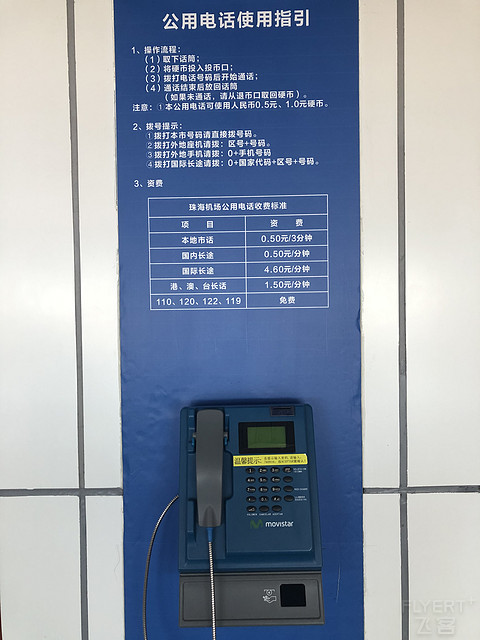 公用电话使用指引
1、操作流程：
（1）取下话筒；
（2）将硬币投入投币口；
（3）拨打电话号码后开始通话；
（4）通话结束后放回话筒
（如果未通话，请从退币口取回硬币）。
注意：①本公用电话可使用人民币0.5元、1.0元硬币。
2、拨号提示：
①拨打本市号码请直接拨号码。
②拨打外地座机请拨：区号+号码。
③拨打外地手机请拨：0+手机号码
④拨打国际长途请拨：0+国家代码+区号+号码。
3、资费
珠海机场公用电话收费标准
项 目 资 费
本地市话 0.50元/3分钟
国内长途 0.50元/分钟
国际长途 4.60元/分钟
港、澳、台长话 1.50元/分钟
110、120、122、119 免费
温馨提示：
movistar
FLYERT
飞客